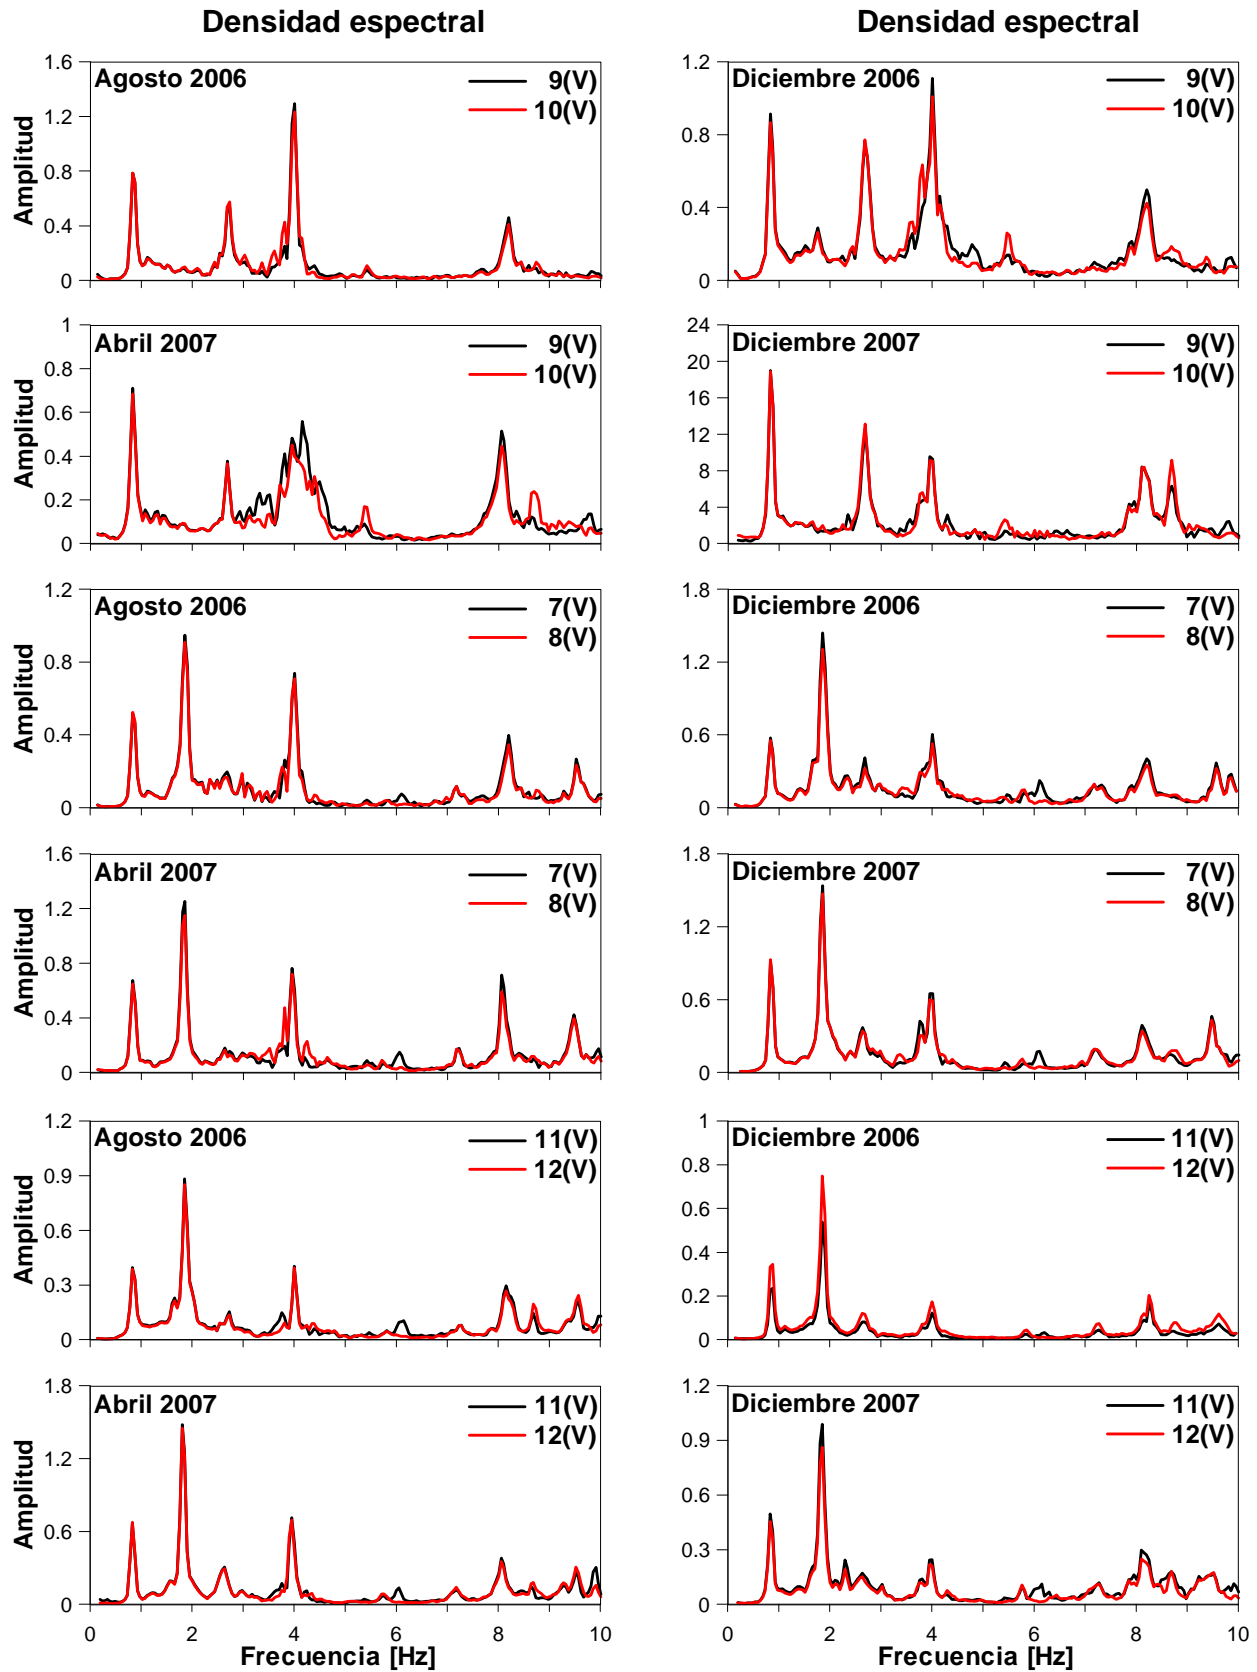 Densidad espectral
Densidad espectral
Amplitud
1.6
1.2
0.8
0.4
0
Agosto 2006
9(V)
10(V)
1.2
0.8
0.4
0
Diciembre 2006
9(V)
10(V)
Amplitud
1
0.8
0.6
0.4
0.2
0
Abril 2007
9(V)
10(V)
24
20
16
12
8
4
0
Diciembre 2007
9(V)
10(V)
Amplitud
1.2
0.8
0.4
0
Agosto 2006
7(V)
8(V)
1.8
1.2
0.6
0
Diciembre 2006
7(V)
8(V)
Amplitud
1.6
1.2
0.8
0.4
0
Abril 2007
7(V)
8(V)
1.8
1.2
0.6
0
Diciembre 2007
7(V)
8(V)
Amplitud
1.2
0.9
0.6
0.3
0
Agosto 2006
11(V)
12(V)
1
0.8
0.6
0.4
0.2
0
Diciembre 2006
11(V)
12(V)
Amplitud
1.8
1.2
0.6
0
Abril 2007
11(V)
12(V)
0 2 4 6 8 10
Frecuencia [Hz]
1.2
0.9
0.6
0.3
0
Diciembre 2007
11(V)
12(V)
0 2 4 6 8 10
Frecuencia [Hz]